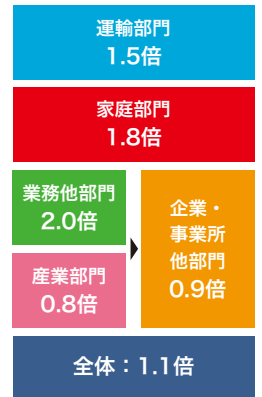 運輸部門
1.5倍
家庭部門
1.8倍
業務他部門
2.0倍
産業部門
0.8倍
企業・
事業所
他部門
0.9倍
全体：1.1倍